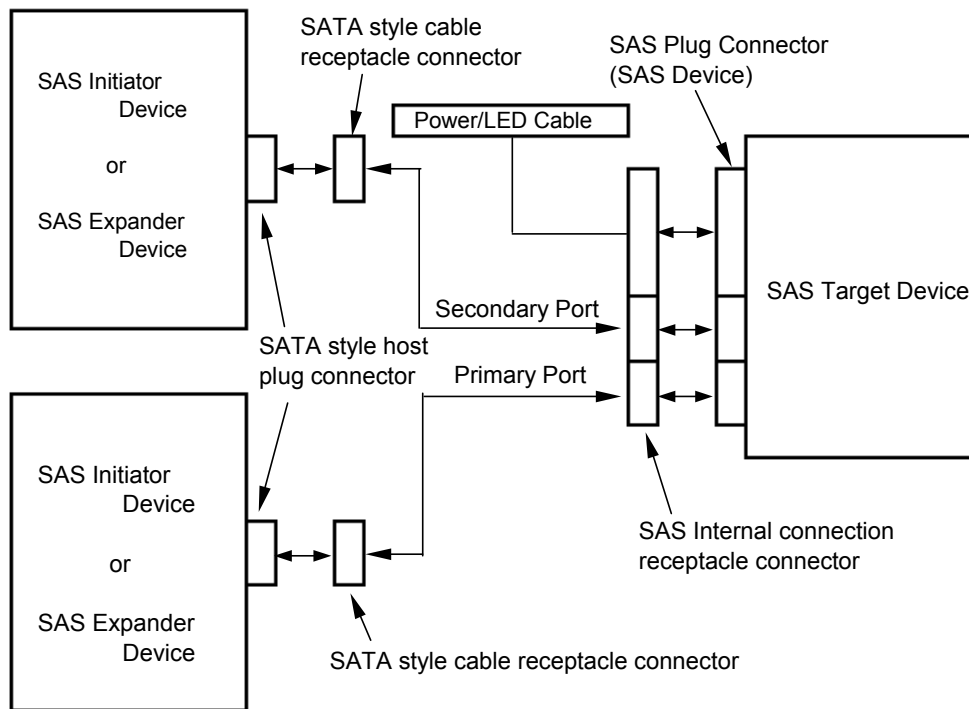 SATA style cable
receptacle connector
SAS Plug Connector
(SAS Device)
SAS Initiator
Device
or
SAS Expander
Device
Power/LED Cable
SAS Target Device
Secondary Port
SATA style host
plug connector
Primary Port
SAS Initiator
Device
or
SAS Expander
Device
SAS Internal connection
receptacle connector
SATA style cable receptacle connector